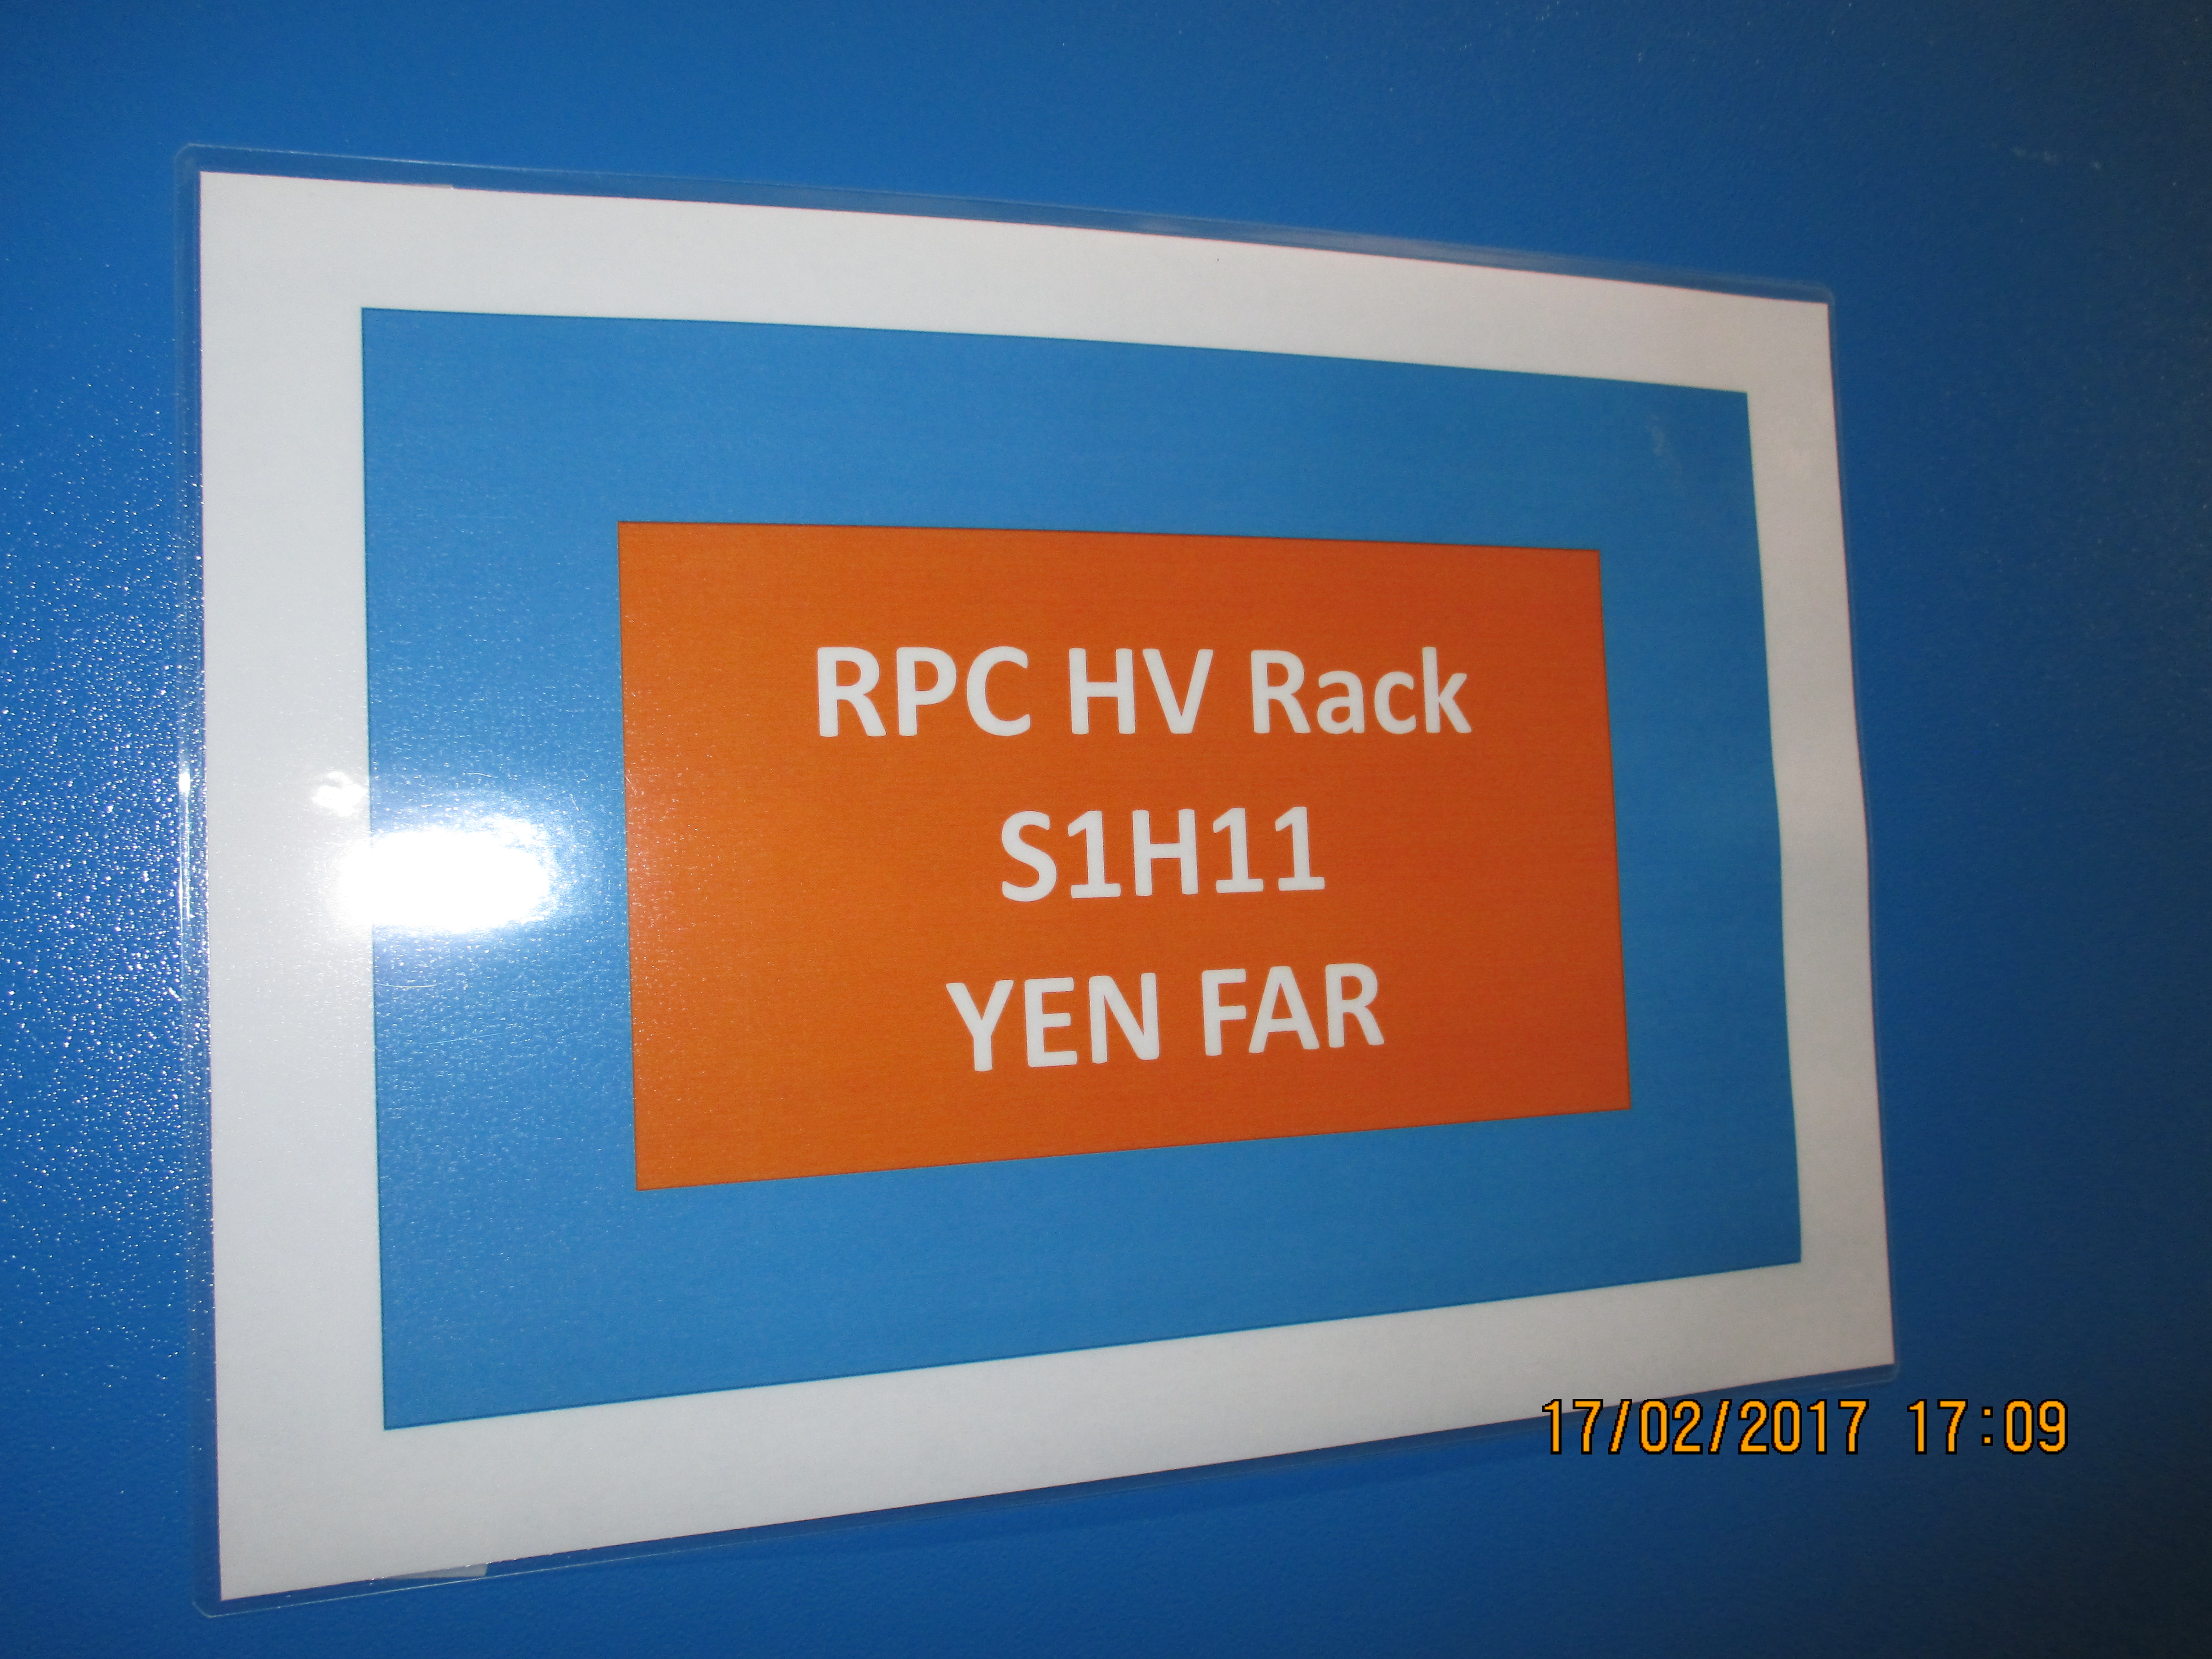 RPC HV Rack
S1H11
YEN FAR
17/02/2017 17:09